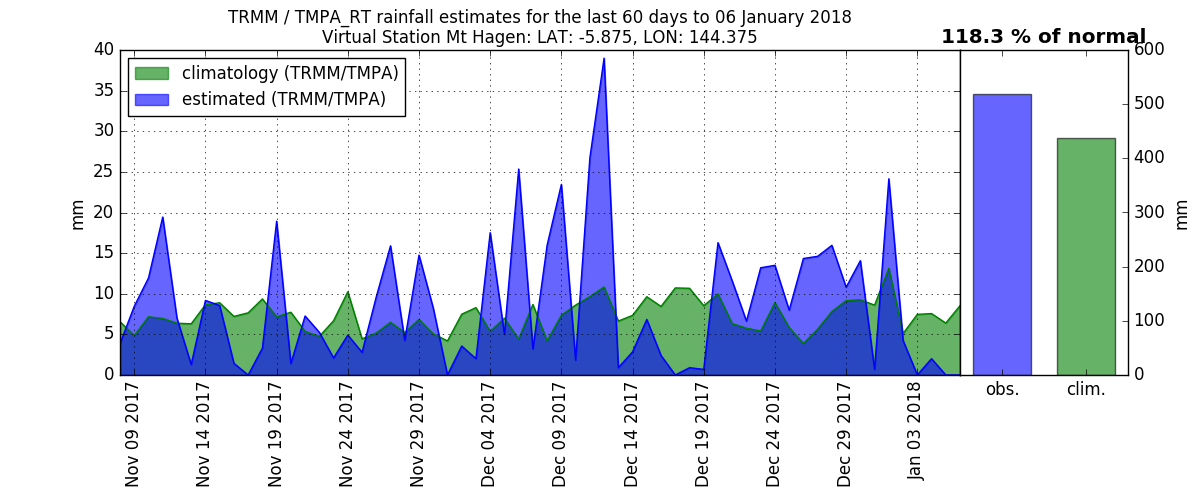 TRMM / TMPA_RT rainfall estimates for the last 60 days to 06 January 2018
Virtual Station Mt Hagen: LAT: -5.875, LON: 144.375
118.3 % of normal
climatology (TRMM/TMPA)
estimated (TRMM/TMPA)
40
35
30
25
20
15
10
5
0
mm
Nov 09 2017
Nov 14 2017
Nov 19 2017
Nov 24 2017
Nov 29 2017
Dec 04 2017
Dec 09 2017
Dec 14 2017
Dec 19 2017
Dec 24 2017
Dec 29 2017
Jan 03 2018
600
500
400
300
200
100
0
mm
obs.
clim.